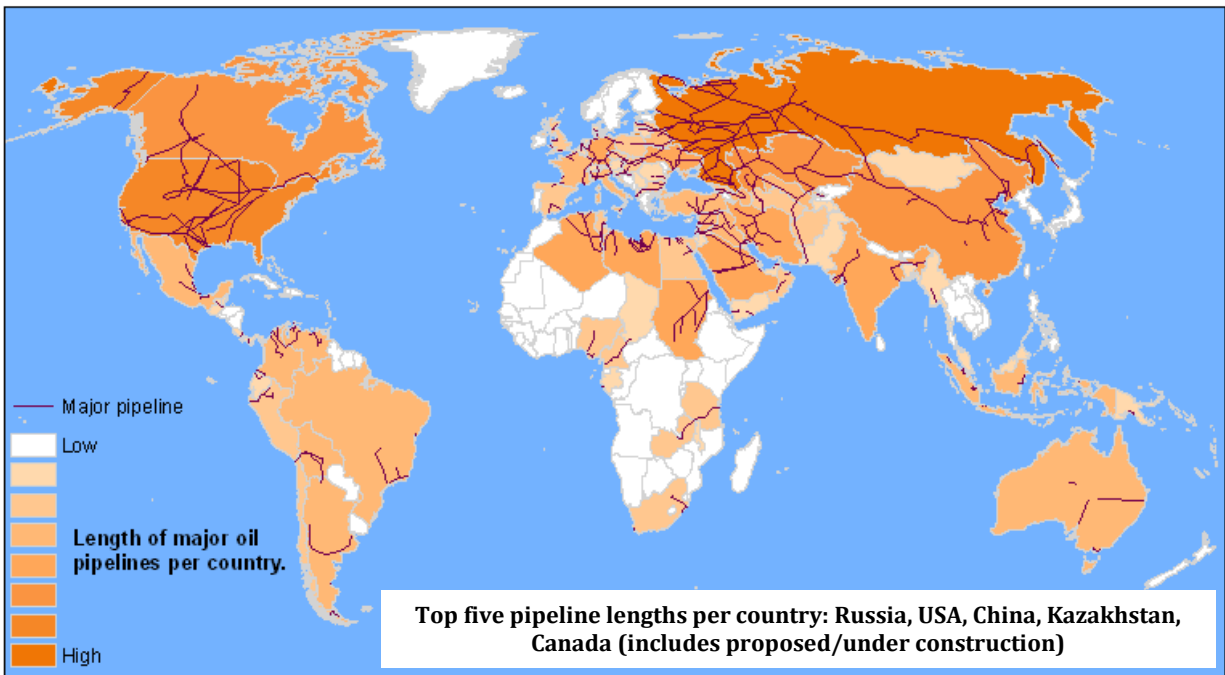 Major pipeline
Low
Length of major oil
pipelines per country.
High
Top five pipeline lengths per country: Russia, USA, China, Kazakhstan,
Canada (includes proposed/under construction)